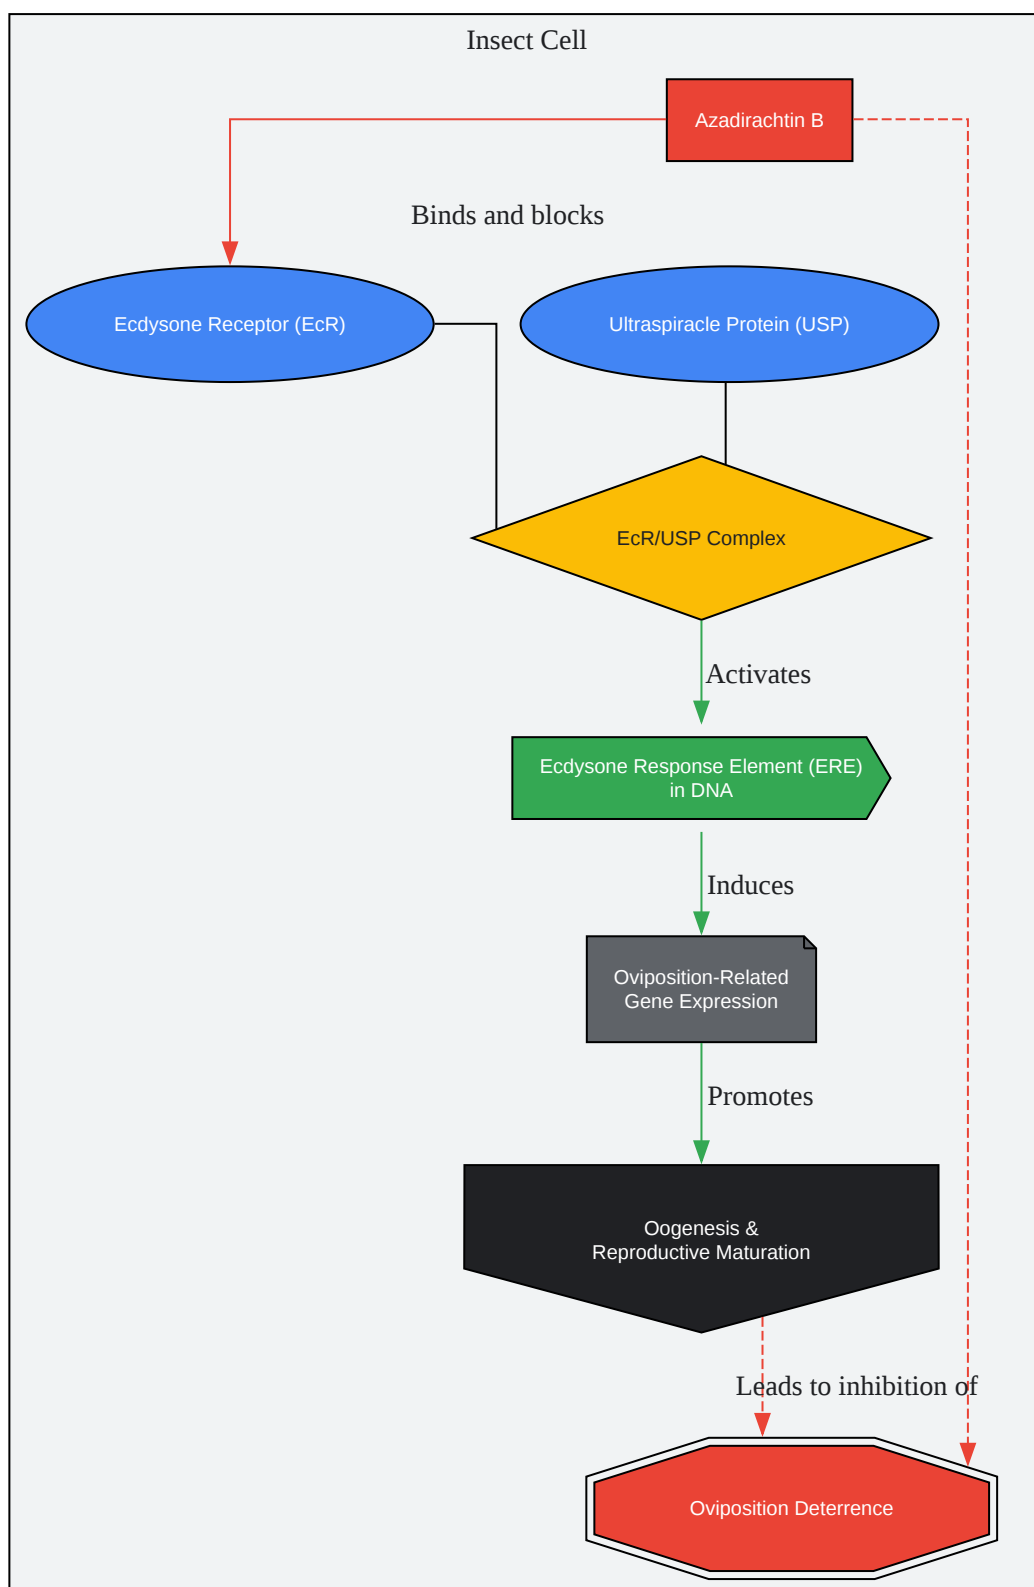 Insect Cell
Azadirachtin B
Binds and blocks
Ecdysone Receptor (EcR)
Ultraspiracle Protein (USP)
EcR/USP Complex
Activates
Ecdysone Response Element (ERE)
in DNA
Induces
Oviposition-Related
Gene Expression
Promotes
Oogenesis &
Reproductive Maturation
Leads to inhibition of
Oviposition Deterrence